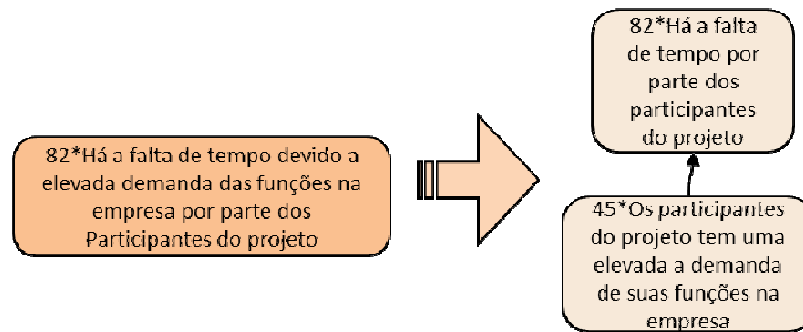 82*Há a falta de tempo devido a
elevada demanda das funções na
empresa por parte dos
Participantes do projeto
82*Há a falta
de tempo por
parte dos
participantes
do projeto
45*Os participantes
do projeto tem uma
elevada a demanda
de suas funções na
empresa